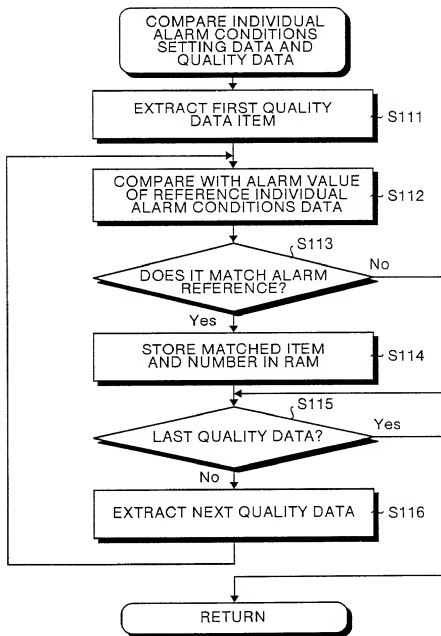 COMPARE INDIVIDUAL
ALARM CONDITIONS
SETTING DATA AND
QUALITY DATA
EXTRACT FIRST QUALITY
DATA ITEM
S111
COMPARE WITH ALARM VALUE
OF REFERENCE INDIVIDUAL
ALARM CONDITIONS DATA
S112
S113
DOES IT MATCH ALARM
REFERENCE?
No
Yes
STORE MATCHED ITEM
AND NUMBER IN RAM
S114
S115
LAST QUALITY DATA?
Yes
No
EXTRACT NEXT QUALITY DATA
S116
RETURN